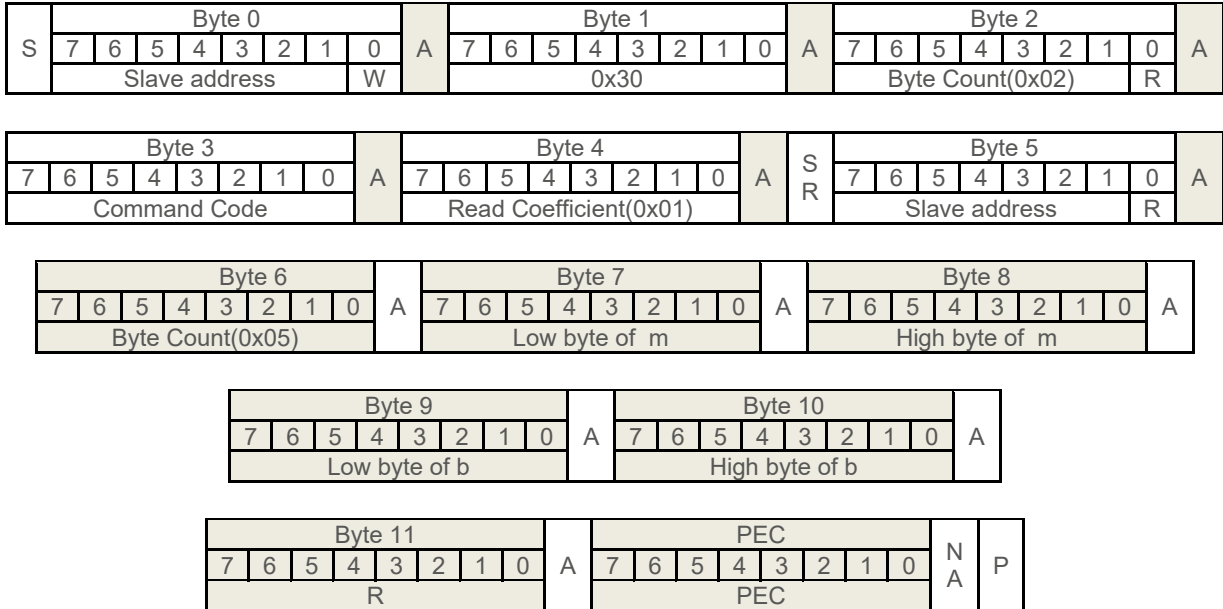 Byte 0 Byte 1 Byte 2
S 7 6 5 4 3 2 1 0 A 7 6 5 4 3 2 1 0 A 7 6 5 4 3 2 1 0 A
Slave address W 0x30 Byte Count(0x02) R
Byte 3 Byte 4 Byte 5
7 6 5 4 3 2 1 0 A 7 6 5 4 3 2 1 0 A SR 7 6 5 4 3 2 1 0 A
Command Code Read Coefficient(0x01) Slave address R
Byte 6 Byte 7 Byte 8
7 6 5 4 3 2 1 0 A 7 6 5 4 3 2 1 0 A 7 6 5 4 3 2 1 0 A
Byte Count(0x05) Low byte of m High byte of m
Byte 9 Byte 10
7 6 5 4 3 2 1 0 A 7 6 5 4 3 2 1 0 A
Low byte of b High byte of b
Byte 11 PEC
7 6 5 4 3 2 1 0 A 7 6 5 4 3 2 1 0 NA P
R PEC